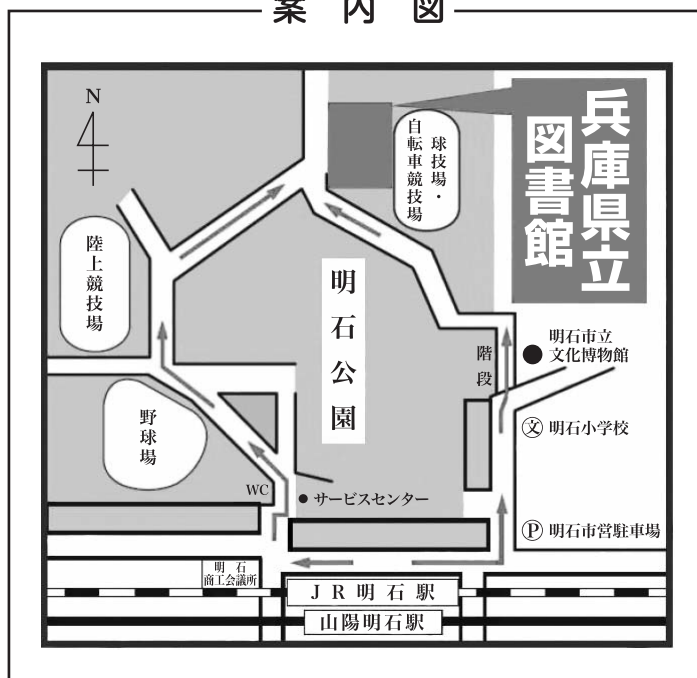 案内図
N
兵庫県立
図書館
球技場・
自転車競技場
陸上競技場
明石公園
階段
明石市立
文化博物館
野球場
文 明石小学校
WC
サービスセンター
P 明石市営駐車場
明石
商工会議所
JR明石駅
山陽明石駅